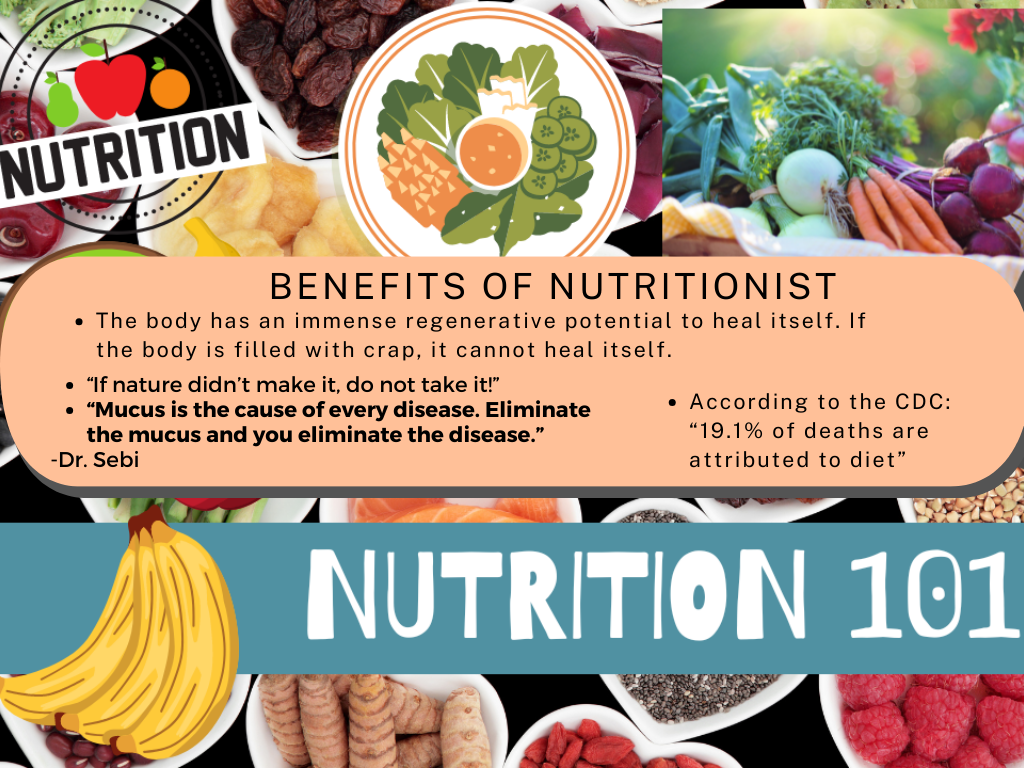 NUTRITION
BENEFITS OF NUTRITIONIST
• The body has an immense regenerative potential to heal itself. If
the body is filled with crap, it cannot heal itself.
• “If nature didn’t make it, do not take it!”
• “Mucus is the cause of every disease. Eliminate
the mucus and you eliminate the disease.”
-Dr. Sebi
• According to the CDC:
“19.1% of deaths are
attributed to diet”
NUTRITION 101